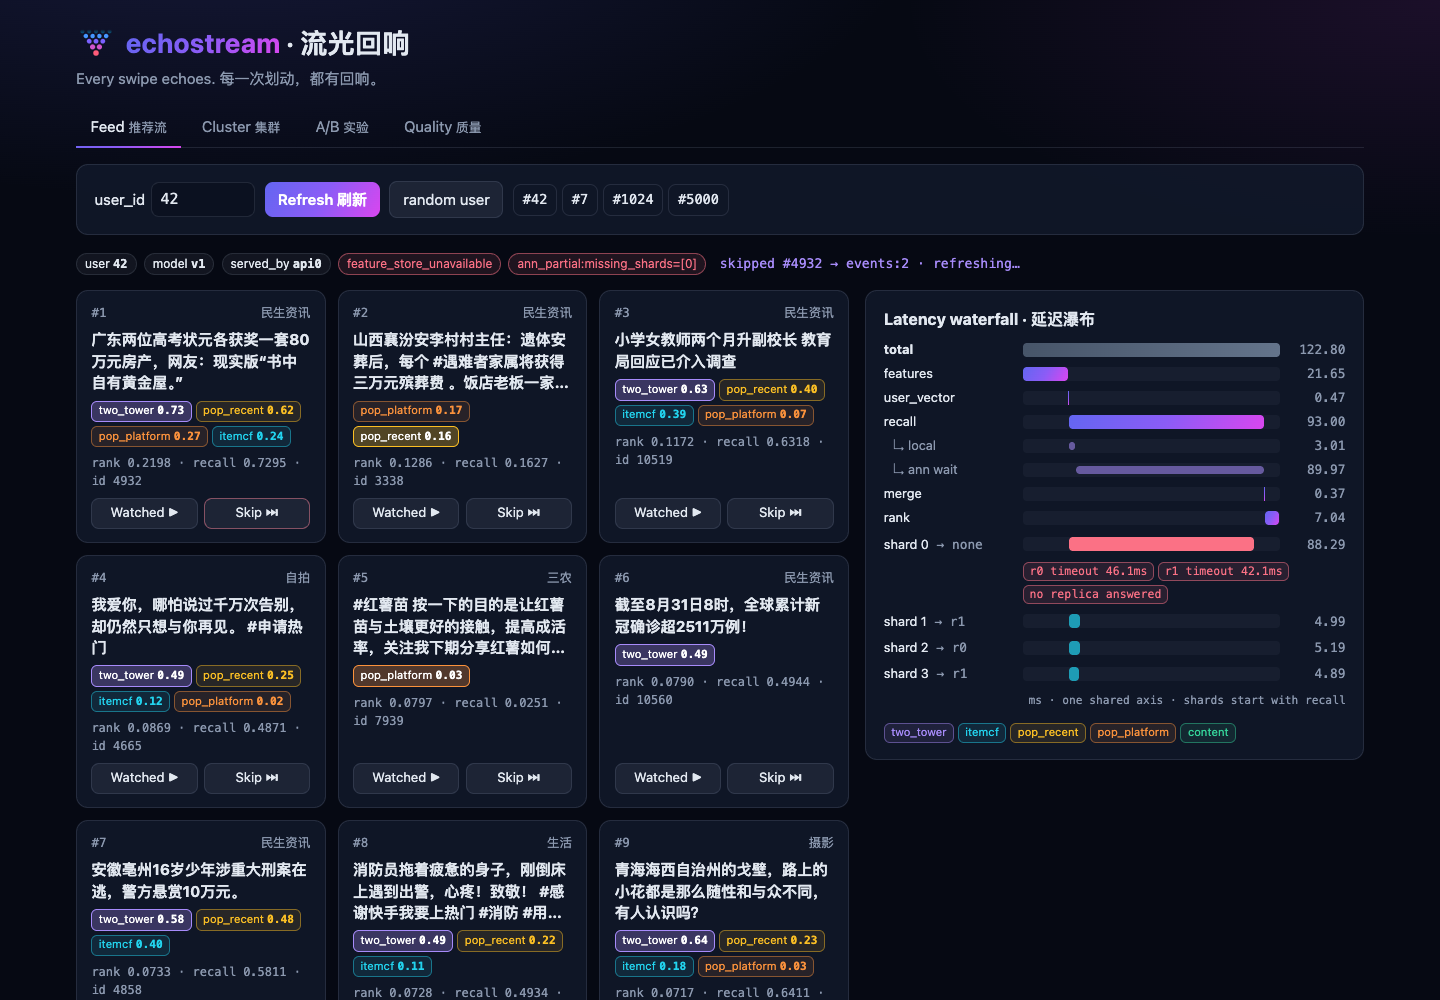 echostream · 流光回响
Every swipe echoes. 每一次划动，都有回响。
Feed 推荐流 Cluster 集群 A/B 实验 Quality 质量
user_id 42 Refresh 刷新 random user #42 #7 #1024 #5000
user 42 model v1 served_by api0 feature_store_unavailable ann_partial:missing_shards=[0] skipped #4932 → events:2 · refreshing…
#1 民生资讯
广东两位高考状元各获奖一套80
万元房产，网友：现实版“书中
自有黄金屋。”
two_tower 0.73 pop_recent 0.62
pop_platform 0.27 itemcf 0.24
rank 0.2198 · recall 0.7295 ·
id 4932
Watched ▶ Skip ⏭
#2 民生资讯
山西襄汾安李村村主任：遗体安
葬后，每个 #遇难者家属将获得
三万元殡葬费 。饭店老板一家...
pop_platform 0.17
pop_recent 0.16
rank 0.1286 · recall 0.1627 ·
id 3338
Watched ▶ Skip ⏭
#3 民生资讯
小学女教师两个月升副校长 教育
局回应已介入调查
two_tower 0.63 pop_recent 0.40
itemcf 0.39 pop_platform 0.07
rank 0.1172 · recall 0.6318 ·
id 10519
Watched ▶ Skip ⏭
#4 自拍
我爱你，哪怕说过千万次告别，
却仍然只想与你再见。 #申请热
门
two_tower 0.49 pop_recent 0.25
itemcf 0.12 pop_platform 0.02
rank 0.0869 · recall 0.4871 ·
id 4665
Watched ▶ Skip ⏭
#5 三农
#红薯苗 按一下的目的是让红薯
苗与土壤更好的接触，提高成活
率，关注我下期分享红薯如何...
pop_platform 0.03
rank 0.0797 · recall 0.0251 ·
id 7939
Watched ▶ Skip ⏭
#6 民生资讯
截至8月31日8时，全球累计新
冠确诊超2511万例！
two_tower 0.49
rank 0.0790 · recall 0.4944 ·
id 10560
Watched ▶ Skip ⏭
#7 民生资讯
安徽亳州16岁少年涉重大刑案在
逃，警方悬赏10万元。
two_tower 0.58 pop_recent 0.48
itemcf 0.40
rank 0.0733 · recall 0.5811 ·
id 4858
#8 生活
消防员拖着疲惫的身子，刚倒床
上遇到出警，心疼！致敬！ #感
谢快手我要上热门 #消防 #用...
two_tower 0.49 pop_recent 0.22
itemcf 0.11
rank 0.0728 · recall 0.4934 ·
#9 摄影
青海海西自治州的戈壁，路上的
小花都是那么随性和与众不同，
有人认识吗?
two_tower 0.64 pop_recent 0.23
itemcf 0.18 pop_platform 0.03
rank 0.0717 · recall 0.6411 ·
Latency waterfall · 延迟瀑布
total 122.80
features 21.65
user_vector 0.47
recall 93.00
↳ local 3.01
↳ ann wait 89.97
merge 0.37
rank 7.04
shard 0 → none 88.29
r0 timeout 46.1ms r1 timeout 42.1ms
no replica answered
shard 1 → r1 4.99
shard 2 → r0 5.19
shard 3 → r1 4.89
ms · one shared axis · shards start with recall
two_tower itemcf pop_recent pop_platform content